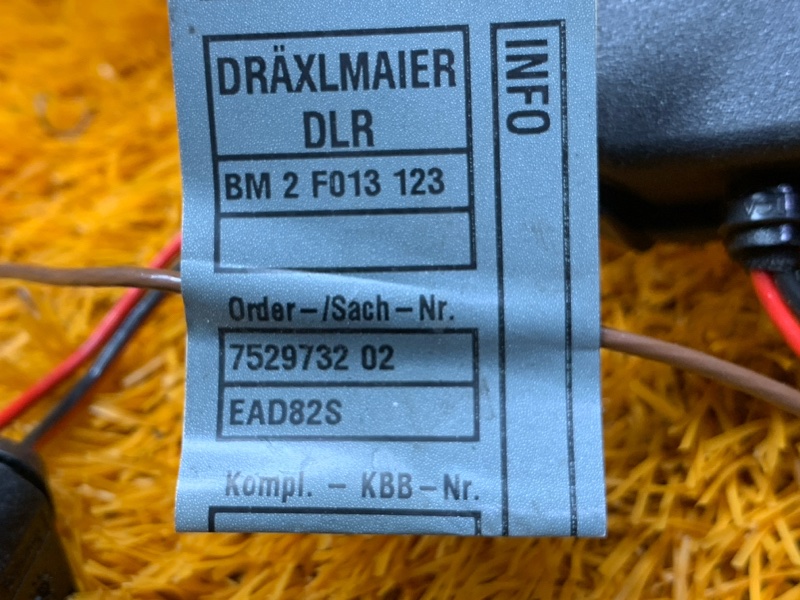 DRÄXLMAIER
DLR
BM 2 F013 123
Order-/Sach-Nr.
7529732 02
EAD82S
Kompl. - KBB-Nr.
INFO